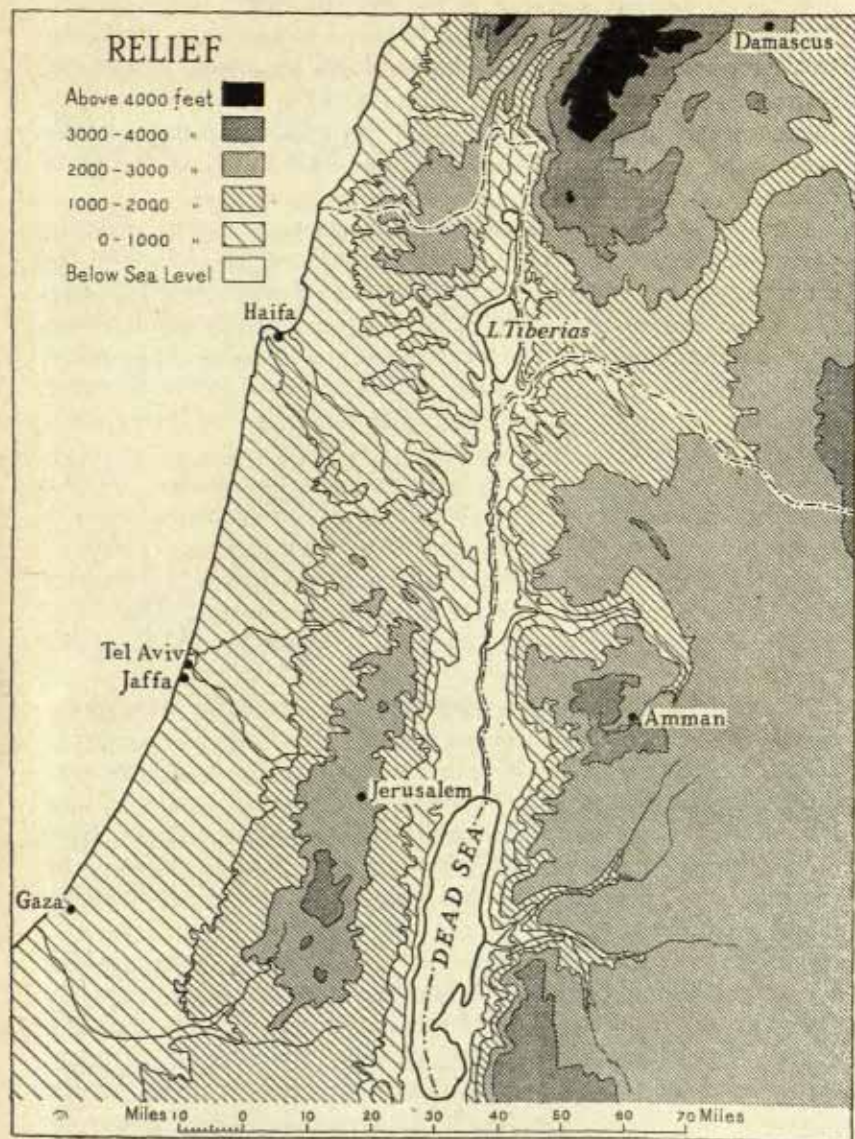 RELIEF
Above 4000 feet
3000-4000 "
2000-3000 "
1000-2000 "
0-1000 "
Below Sea Level
Damascus
Haifa
L. Tiberias
Tel Aviv
Jaffa
Amman
Jerusalem
DEAD SEA
Gaza
Miles 10 0 10 20 30 40 50 60 70 Miles